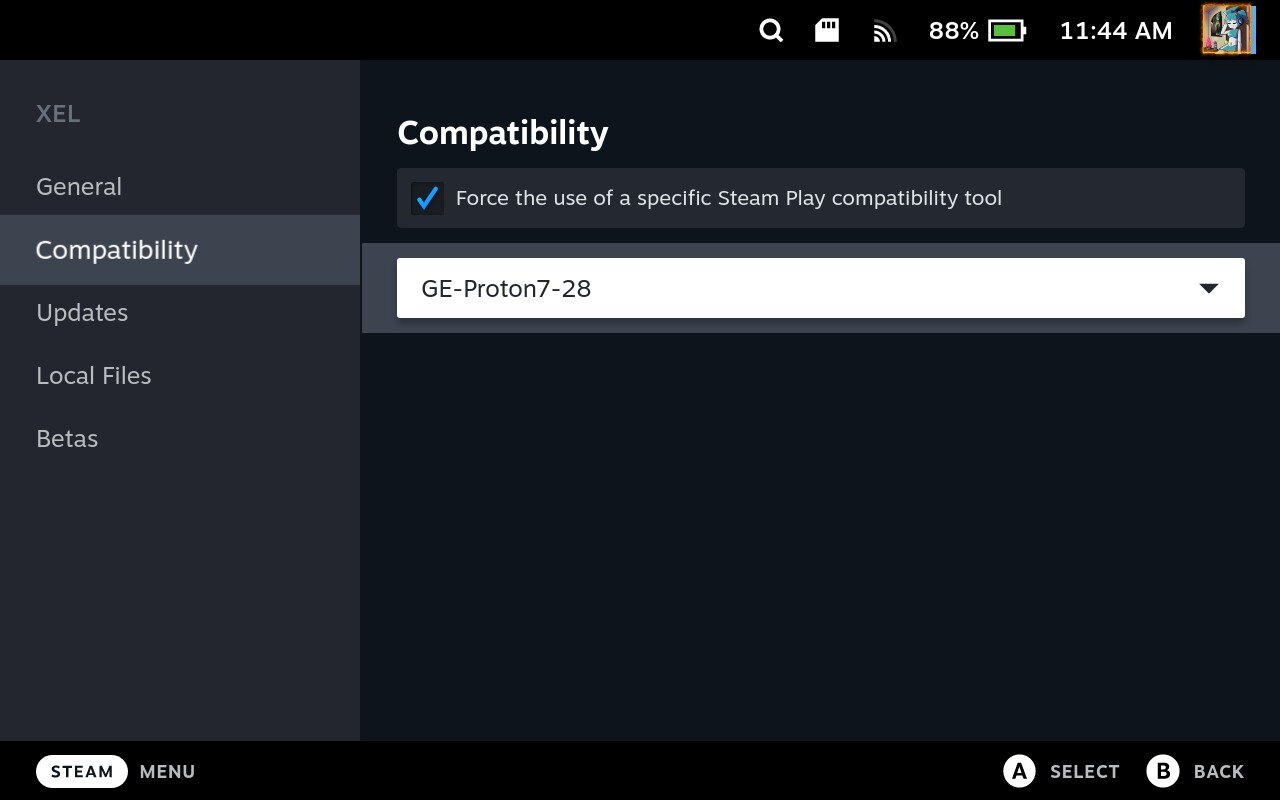 88% 11:44 AM
XEL
General
Compatibility
Updates
Local Files
Betas
Compatibility
Force the use of a specific Steam Play compatibility tool
GE-Proton7-28
STEAM MENU
A SELECT B BACK